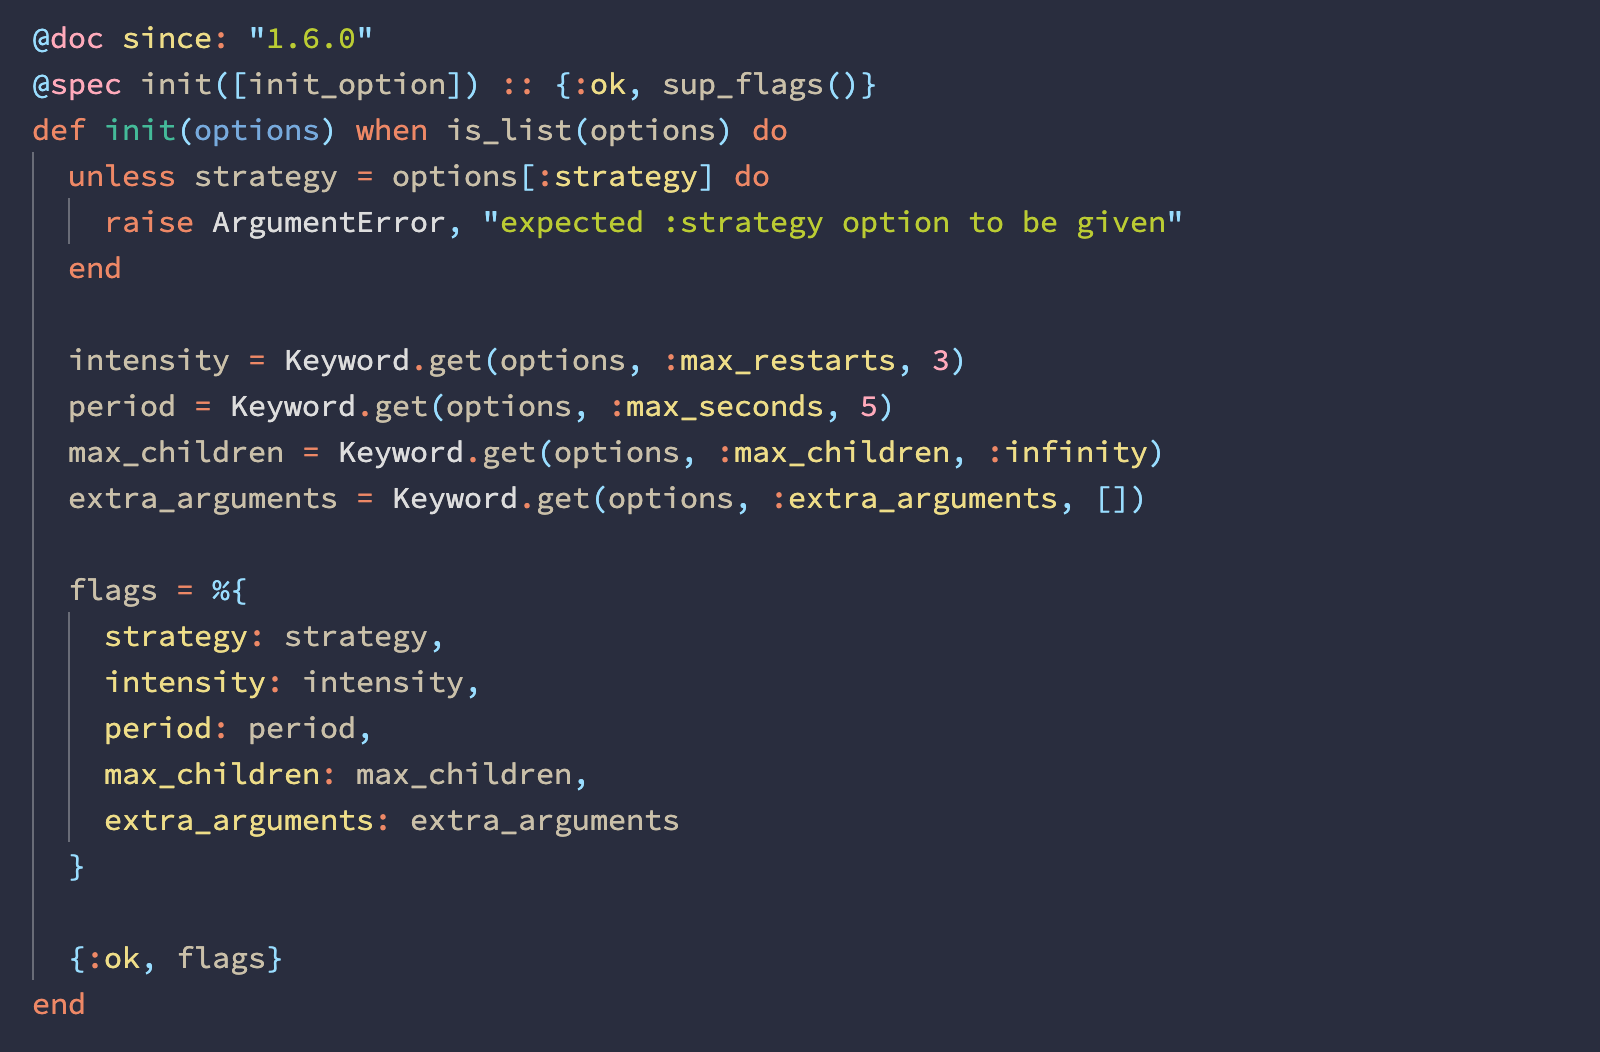 @doc since: "1.6.0"
@spec init([init_option]) :: {:ok, sup_flags()}
def init(options) when is_list(options) do
  unless strategy = options[:strategy] do
    raise ArgumentError, "expected :strategy option to be given"
  end

  intensity = Keyword.get(options, :max_restarts, 3)
  period = Keyword.get(options, :max_seconds, 5)
  max_children = Keyword.get(options, :max_children, :infinity)
  extra_arguments = Keyword.get(options, :extra_arguments, [])

  flags = %{
    strategy: strategy,
    intensity: intensity,
    period: period,
    max_children: max_children,
    extra_arguments: extra_arguments
  }

  {:ok, flags}
end